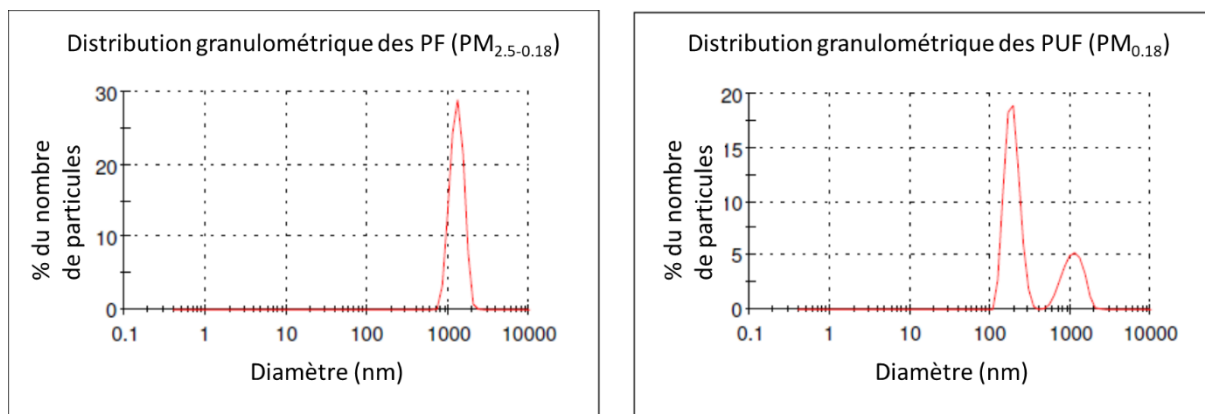 Distribution granulométrique des PF (PM2.5-0.18)
% du nombre
de particules
30
20
10
0
0.1 1 10 100 1000 10000
Diamètre (nm)
Distribution granulométrique des PUF (PM0.18)
% du nombre
de particules
20
15
10
5
0
0.1 1 10 100 1000 10000
Diamètre (nm)